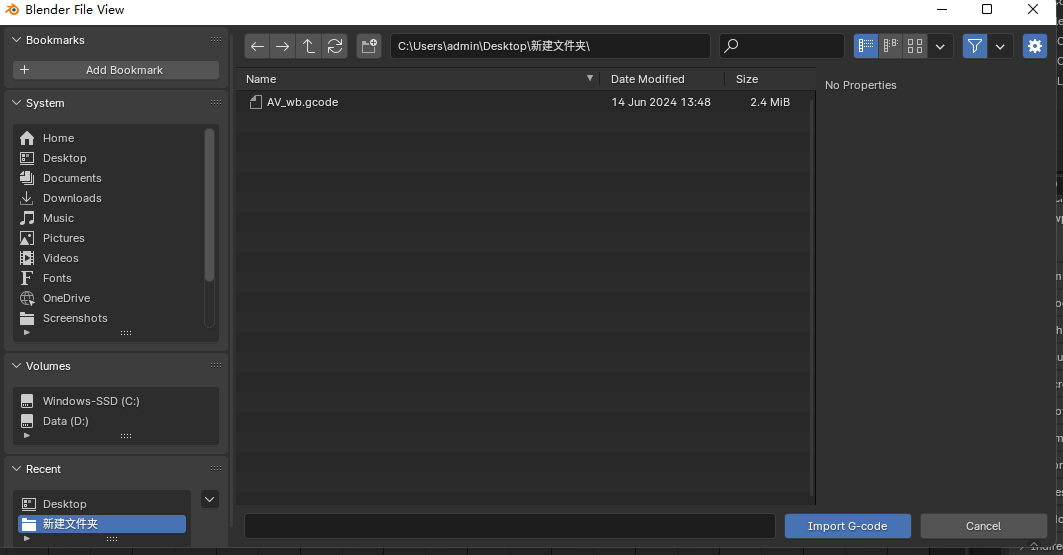 Blender File View
Bookmarks
Add Bookmark
System
Home
Desktop
Documents
Downloads
Music
Pictures
Videos
Fonts
OneDrive
Screenshots
Volumes
Windows-SSD (C:)
Data (D:)
Recent
Desktop
新建文件夹
C:\Users\admin\Desktop\新建文件夹\
Name Date Modified Size
AV_wb.gcode 14 Jun 2024 13:48 2.4 MiB
No Properties
Import G-code Cancel